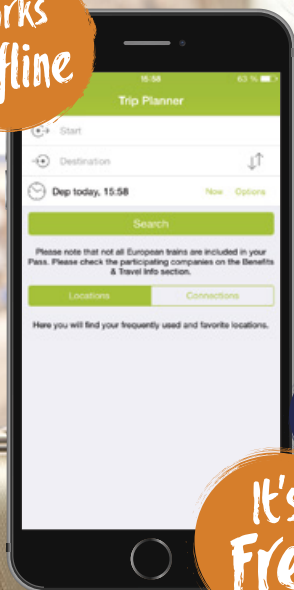 orks
fline
15:58
63 %
Trip Planner
Start
Destination
Dep today, 15:58
Now
Options
Search
Please note that not all European trains are included in your
Pass. Please check the participating companies on the Benefits
& Travel Info section.
Locations
Connections
Here you will find your frequently used and favorite locations.
It's
Fre